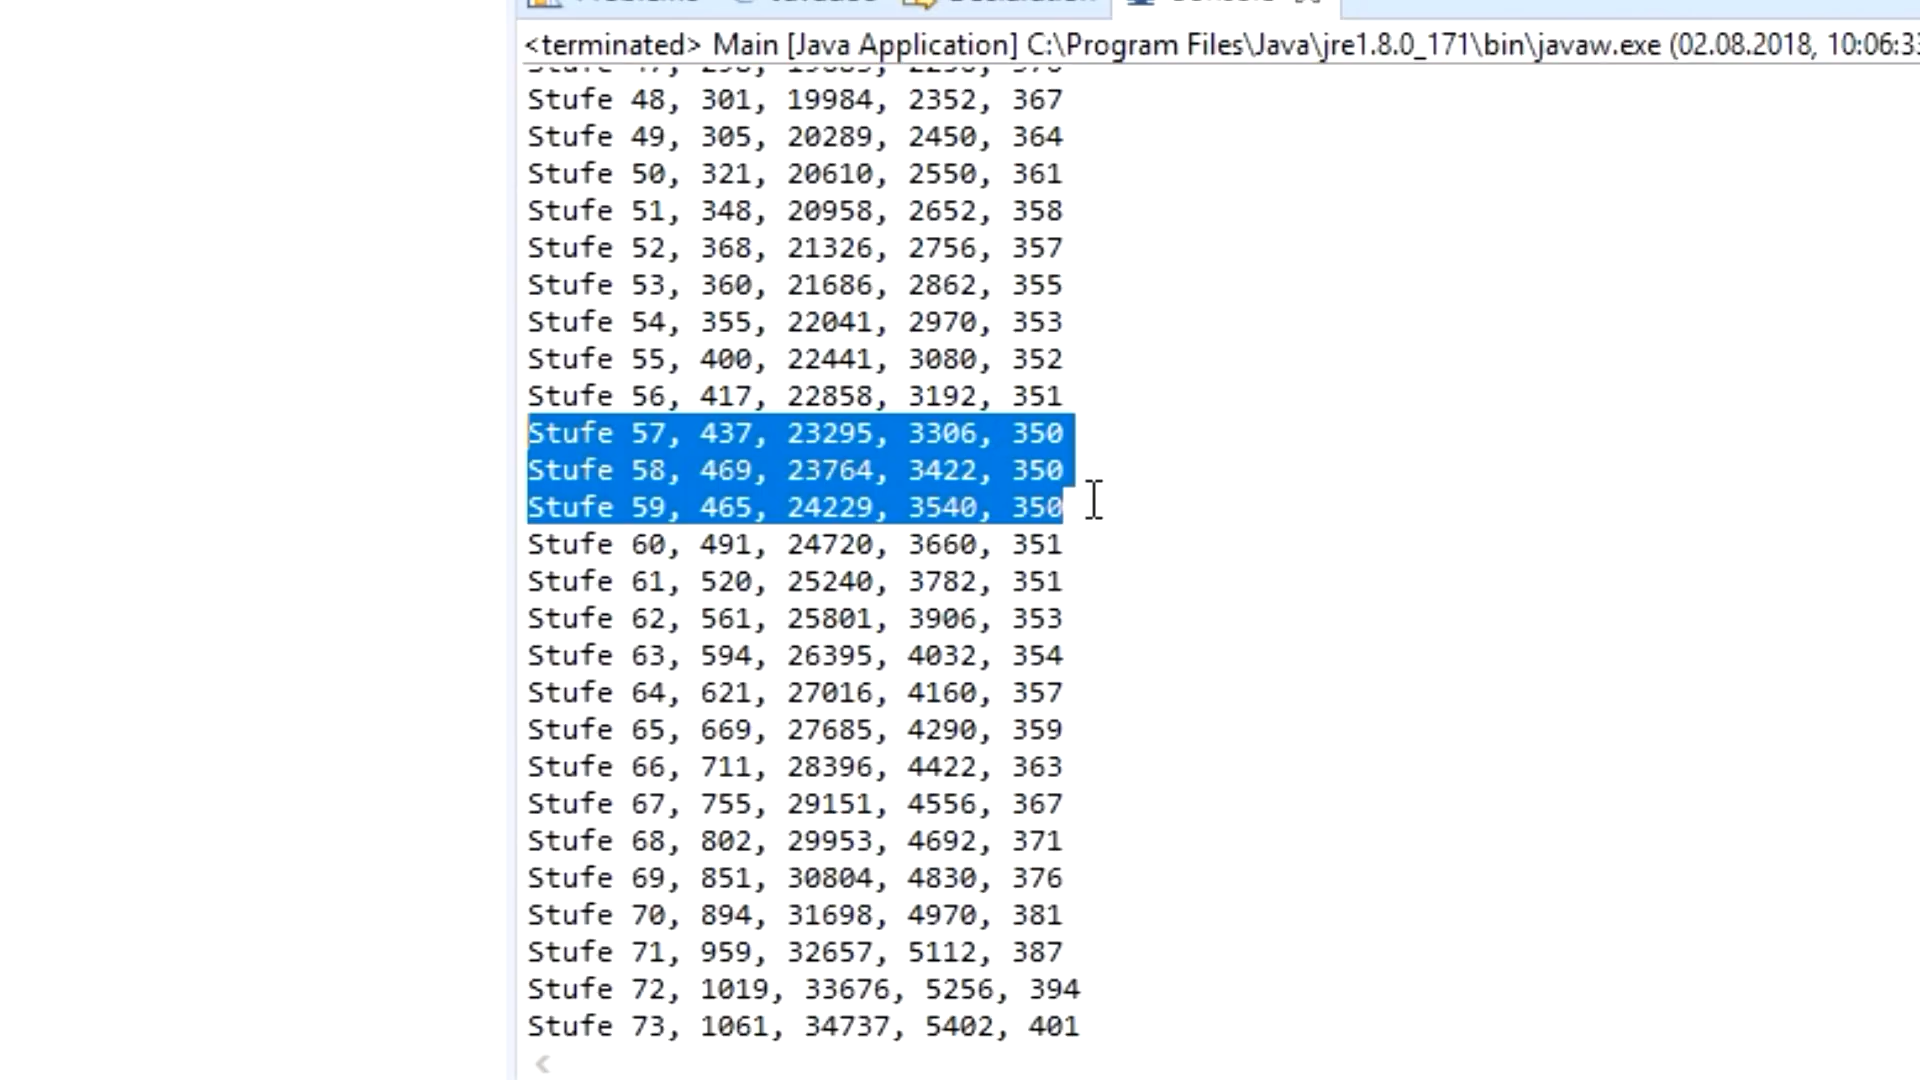 <terminated> Main [Java Application] C:\Program Files\Java\jre1.8.0_171\bin\javaw.exe (02.08.2018, 10:06:33
Stufe 48, 301, 19984, 2352, 367
Stufe 49, 305, 20289, 2450, 364
Stufe 50, 321, 20610, 2550, 361
Stufe 51, 348, 20958, 2652, 358
Stufe 52, 368, 21326, 2756, 357
Stufe 53, 360, 21686, 2862, 355
Stufe 54, 355, 22041, 2970, 353
Stufe 55, 400, 22441, 3080, 352
Stufe 56, 417, 22858, 3192, 351
Stufe 57, 437, 23295, 3306, 350
Stufe 58, 469, 23764, 3422, 350
Stufe 59, 465, 24229, 3540, 350
Stufe 60, 491, 24720, 3660, 351
Stufe 61, 520, 25240, 3782, 351
Stufe 62, 561, 25801, 3906, 353
Stufe 63, 594, 26395, 4032, 354
Stufe 64, 621, 27016, 4160, 357
Stufe 65, 669, 27685, 4290, 359
Stufe 66, 711, 28396, 4422, 363
Stufe 67, 755, 29151, 4556, 367
Stufe 68, 802, 29953, 4692, 371
Stufe 69, 851, 30804, 4830, 376
Stufe 70, 894, 31698, 4970, 381
Stufe 71, 959, 32657, 5112, 387
Stufe 72, 1019, 33676, 5256, 394
Stufe 73, 1061, 34737, 5402, 401